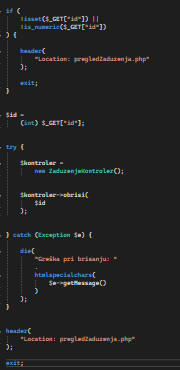 if (
!isset($_GET["id"]) ||
!is_numeric($_GET["id"])
) {
header(
"Location: pregledZaduzenja.php"
);
exit;
}
$id =
(int) $_GET["id"];
try {
$kontroler =
new ZaduzenjeKontroler();
$kontroler->obrisi(
$id
);
} catch (Exception $e) {
die(
"Greška pri brisanju: "
.
htmlspecialchars(
$e->getMessage()
)
);
}
header(
"Location: pregledZaduzenja.php"
);
exit;